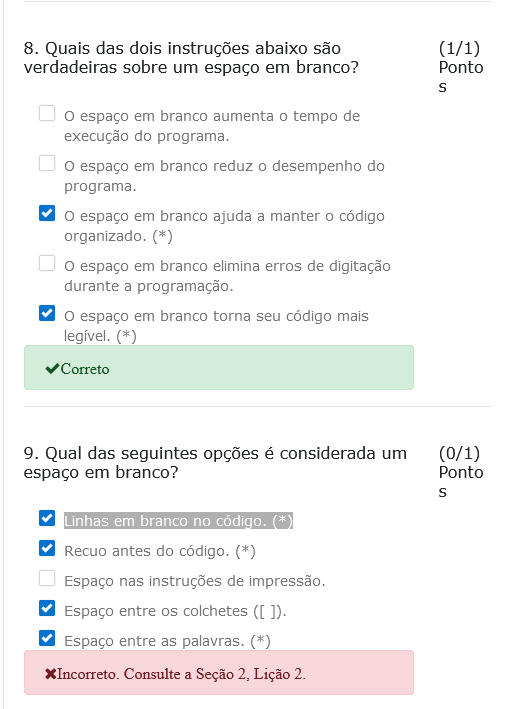 8. Quais das dois instruções abaixo são
verdadeiras sobre um espaço em branco?
(1/1)
Ponto
s
O espaço em branco aumenta o tempo de
execução do programa.
O espaço em branco reduz o desempenho do
programa.
O espaço em branco ajuda a manter o código
organizado. (*)
O espaço em branco elimina erros de digitação
durante a programação.
O espaço em branco torna seu código mais
legível. (*)
Correto
9. Qual das seguintes opções é considerada um
espaço em branco?
(0/1)
Ponto
s
Linhas em branco no código. (*)
Recuo antes do código. (*)
Espaço nas instruções de impressão.
Espaço entre os colchetes ([ ]).
Espaço entre as palavras. (*)
Incorreto. Consulte a Seção 2, Lição 2.